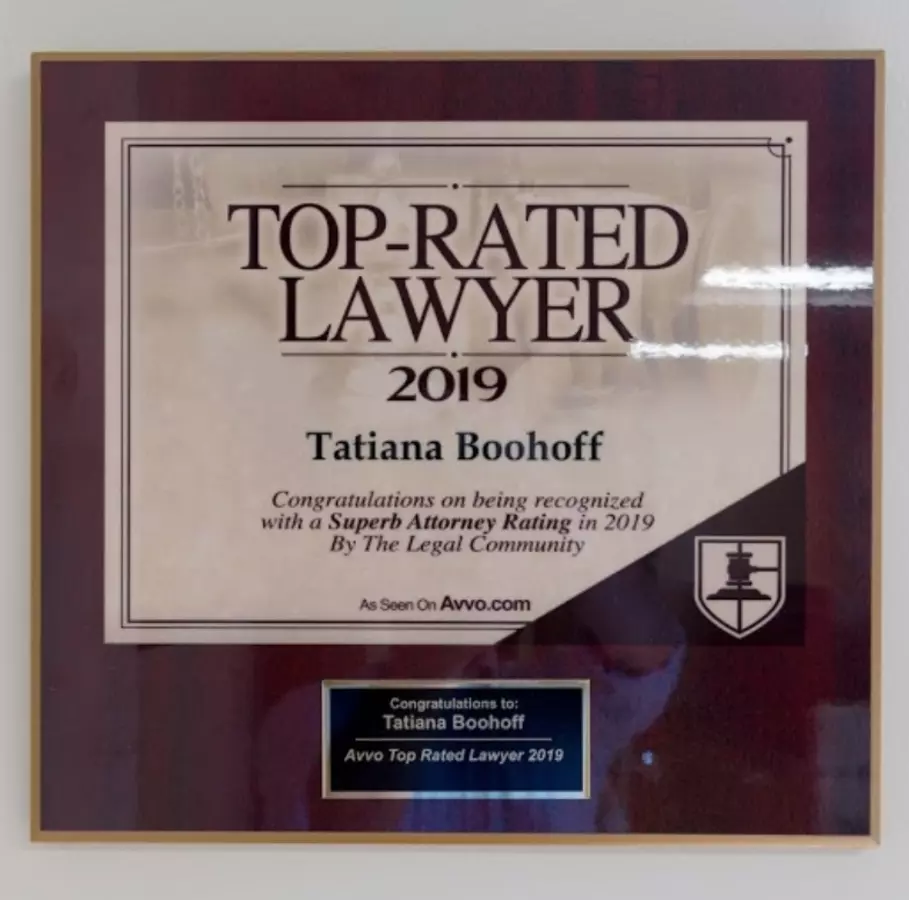 TOP-RATED
LAWYER
2019
Tatiana Boohoff
Congratulations on being recognized
with a Superb Attorney Rating in 2019
By The Legal Community
As Seen On Avvo.com
Congratulations to:
Tatiana Boohoff
Avvo Top Rated Lawyer 2019